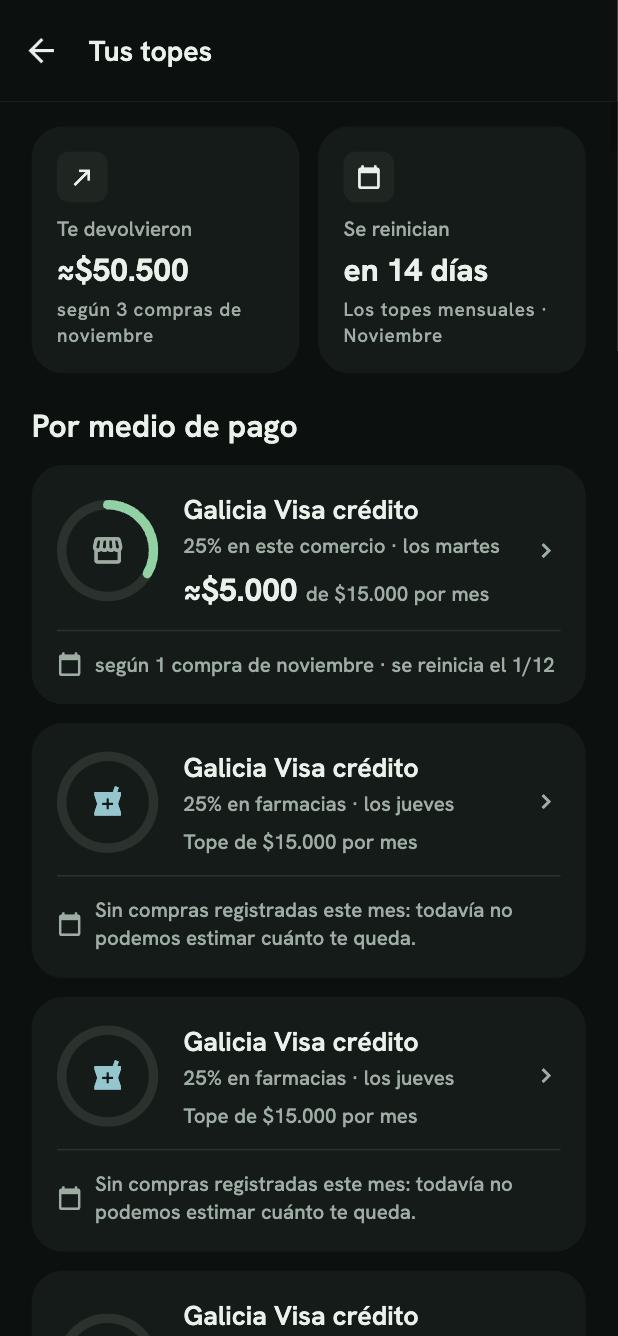 Tus topes
Te devolvieron
≈$50.500
según 3 compras de
noviembre
Se reinician
en 14 días
Los topes mensuales ·
Noviembre
Por medio de pago
Galicia Visa crédito
25% en este comercio · los martes
≈$5.000 de $15.000 por mes
según 1 compra de noviembre · se reinicia el 1/12
Galicia Visa crédito
25% en farmacias · los jueves
Tope de $15.000 por mes
Sin compras registradas este mes: todavía no
podemos estimar cuánto te queda.
Galicia Visa crédito
25% en farmacias · los jueves
Tope de $15.000 por mes
Sin compras registradas este mes: todavía no
podemos estimar cuánto te queda.
Galicia Visa crédito